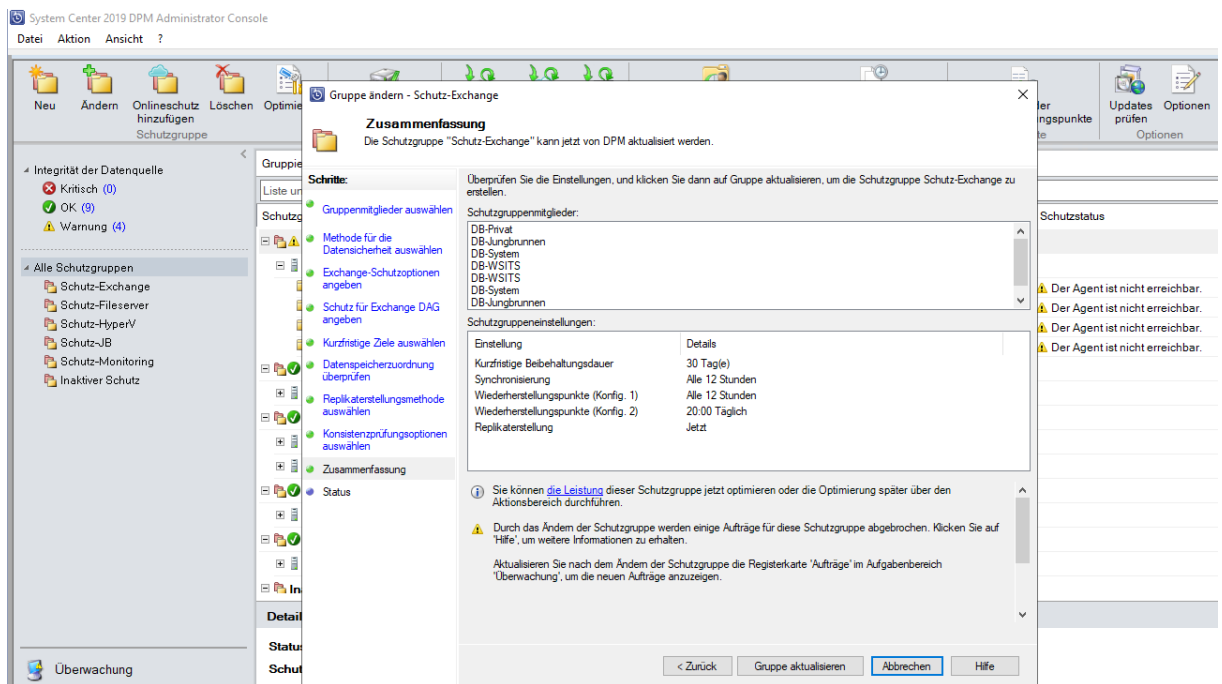 System Center 2019 DPM Administrator Console
Datei Aktion Ansicht ?
Neu Ändern Onlineschutz hinzufügen Löschen
Schutzgruppe
Updates prüfen Optionen
Optionen
Integrität der Datenquelle
Kritisch (0)
OK (9)
Warnung (4)
Alle Schutzgruppen
Schutz-Exchange
Schutz-Fileserver
Schutz-HyperV
Schutz-JB
Schutz-Monitoring
Inaktiver Schutz
Überwachung
Gruppe ändern - Schutz-Exchange
Zusammenfassung
Die Schutzgruppe "Schutz-Exchange" kann jetzt von DPM aktualisiert werden.
Schritte:
Gruppenmitglieder auswählen
Methode für die
Datensicherheit auswählen
Exchange-Schutzoptionen
angeben
Schutz für Exchange DAG
angeben
Kurzfristige Ziele auswählen
Datenspeicherzuordnung
überprüfen
Replikaterstellungsmethode
auswählen
Konsistenzprüfungsoptionen
auswählen
Zusammenfassung
Status
Überprüfen Sie die Einstellungen, und klicken Sie dann auf Gruppe aktualisieren, um die Schutzgruppe Schutz-Exchange zu
erstellen.
Schutzgruppenmitglieder:
DB-Privat
DB-Jungbrunnen
DB-System
DB-WSITS
DB-WSITS
DB-System
DB-Jungbrunnen
Schutzgruppeneinstellungen:
Einstellung Details
Kurzfristige Beibehaltungsdauer 30 Tag(e)
Synchronisierung Alle 12 Stunden
Wiederherstellungspunkte (Konfig. 1) Alle 12 Stunden
Wiederherstellungspunkte (Konfig. 2) 20:00 Täglich
Replikaterstellung Jetzt
Sie können die Leistung dieser Schutzgruppe jetzt optimieren oder die Optimierung später über den
Aktionsbereich durchführen.
Durch das Ändern der Schutzgruppe werden einige Aufträge für diese Schutzgruppe abgebrochen. Klicken Sie auf
'Hilfe', um weitere Informationen zu erhalten.
Aktualisieren Sie nach dem Ändern der Schutzgruppe die Registerkarte 'Aufträge' im Aufgabenbereich
'Überwachung', um die neuen Aufträge anzuzeigen.
< Zurück Gruppe aktualisieren Abbrechen Hilfe
Schutzstatus
Der Agent ist nicht erreichbar.
Der Agent ist nicht erreichbar.
Der Agent ist nicht erreichbar.
Der Agent ist nicht erreichbar.